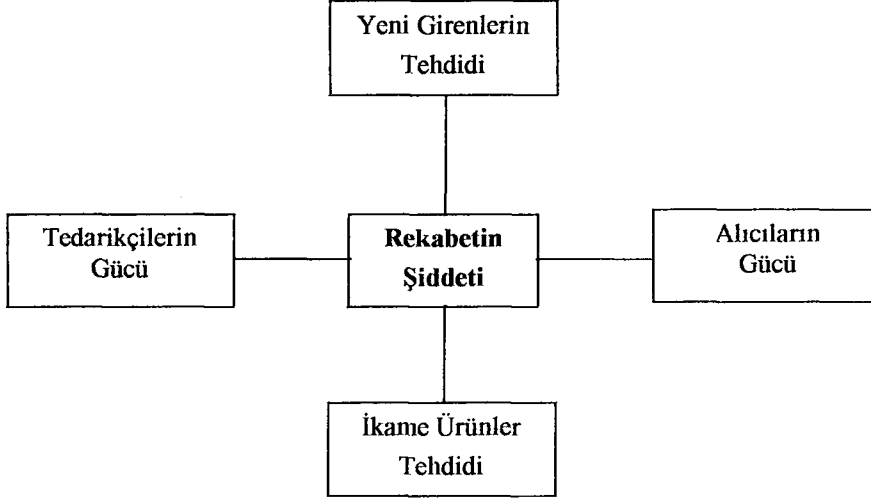 Yeni Girenlerin
Tehdidi
Tedarikçilerin
Gücü
Rekabetin
Şiddeti
Alıcıların
Gücü
İkame Ürünler
Tehdidi